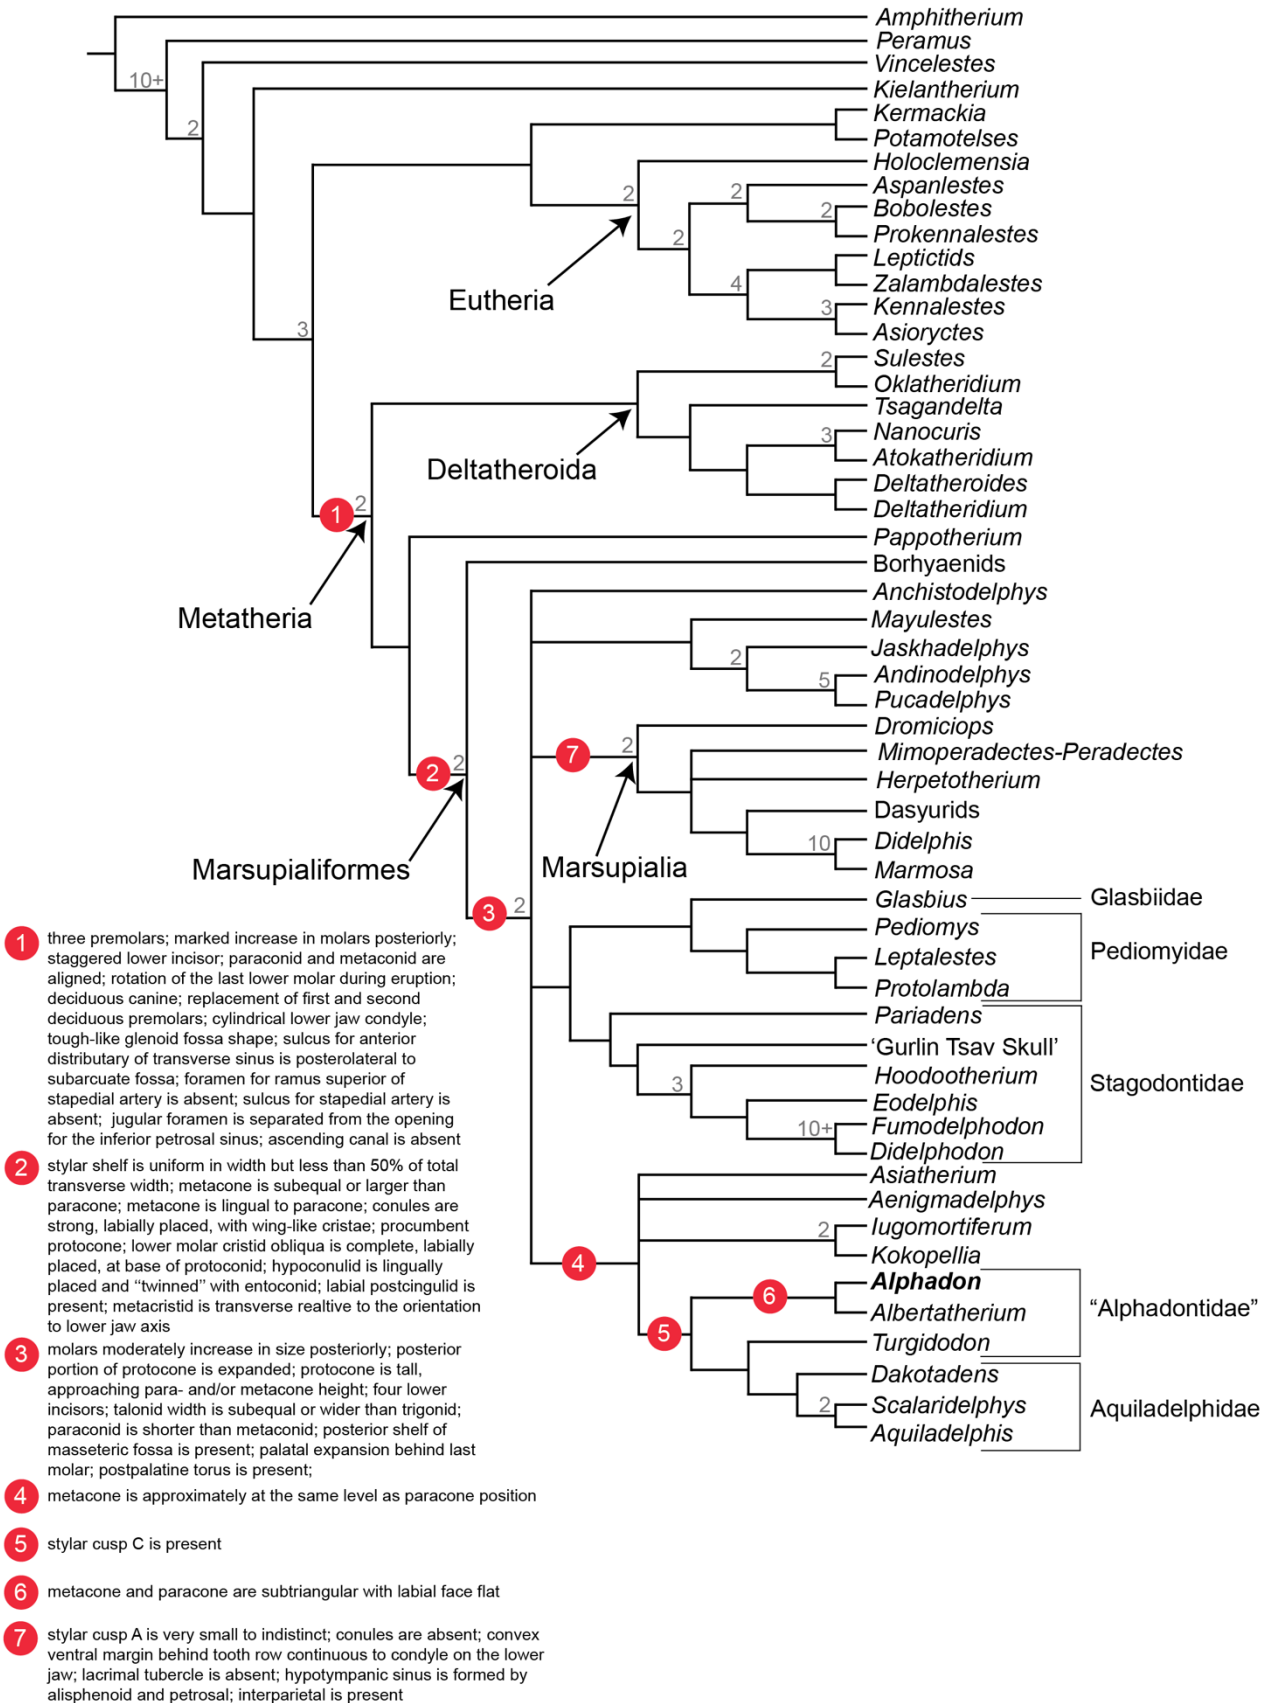 Amphitherium
Peramus
10+
Vincelestes
2
Kielantherium
Kermackia
Potamotelses
Holoclemensia
2
Aspanlestes
2
Bobolestes
2
Prokennalestes
2
Leptictids
Zalambdalestes
4
Kennalestes
3
Asioryctes
Eutheria
3
Sulestes
2
Oklatheridium
Tsagandelta
Nanocuris
3
Atokatheridium
Deltatheroides
Deltatheridium
Deltatheroida
1
2
Pappotherium
Borhyaenids
Anchistodelphys
Metatheria
Mayulestes
Jaskhadelphys
2
Andinodelphys
5
Pucadelphys
Dromiciops
7
2
Mimoperadectes-Peradectes
2
2
Herpetotherium
Dasyurids
Didelphis
10
Marmosa
Marsupialiformes
Marsupialia
3
2
Glasbius
Glasbiidae
Pediomys
Leptalestes
Protolambda
Pediomyidae
Pariadens
‘Gurlin Tsav Skull’
Hoodootherium
3
Eodelphis
Fumodelphodon
10+
Didelphodon
Stagodontidae
Asiatherium
Aenigmadelphys
Iugomortiferum
2
Kokopellia
4
Alphadon
6
Albertatherium
5
Turgidodon
“Alphadontidae”
Dakotadens
Scalaridelphys
2
Aquiladelphis
Aquiladelphidae
1 three premolars; marked increase in molars posteriorly;
staggered lower incisor; paraconid and metaconid are
aligned; rotation of the last lower molar during eruption;
deciduous canine; replacement of first and second
deciduous premolars; cylindrical lower jaw condyle;
tough-like glenoid fossa shape; sulcus for anterior
distributary of transverse sinus is posterolateral to
subarcuate fossa; foramen for ramus superior of
stapedial artery is absent; sulcus for stapedial artery is
absent; jugular foramen is separated from the opening
for the inferior petrosal sinus; ascending canal is absent
2 stylar shelf is uniform in width but less than 50% of total
transverse width; metacone is subequal or larger than
paracone; metacone is lingual to paracone; conules are
strong, labially placed, with wing-like cristae; procumbent
protocone; lower molar cristid obliqua is complete, labially
placed, at base of protoconid; hypoconulid is lingually
placed and “twinned” with entoconid; labial postcingulid is
present; metacristid is transverse realtive to the orientation
to lower jaw axis
3 molars moderately increase in size posteriorly; posterior
portion of protocone is expanded; protocone is tall,
approaching para- and/or metacone height; four lower
incisors; talonid width is subequal or wider than trigonid;
paraconid is shorter than metaconid; posterior shelf of
masseteric fossa is present; palatal expansion behind last
molar; postpalatine torus is present;
4 metacone is approximately at the same level as paracone position
5 stylar cusp C is present
6 metacone and paracone are subtriangular with labial face flat
7 stylar cusp A is very small to indistinct; conules are absent; convex
ventral margin behind tooth row continuous to condyle on the lower
jaw; lacrimal tubercle is absent; hypotympanic sinus is formed by
alisphenoid and petrosal; interparietal is present